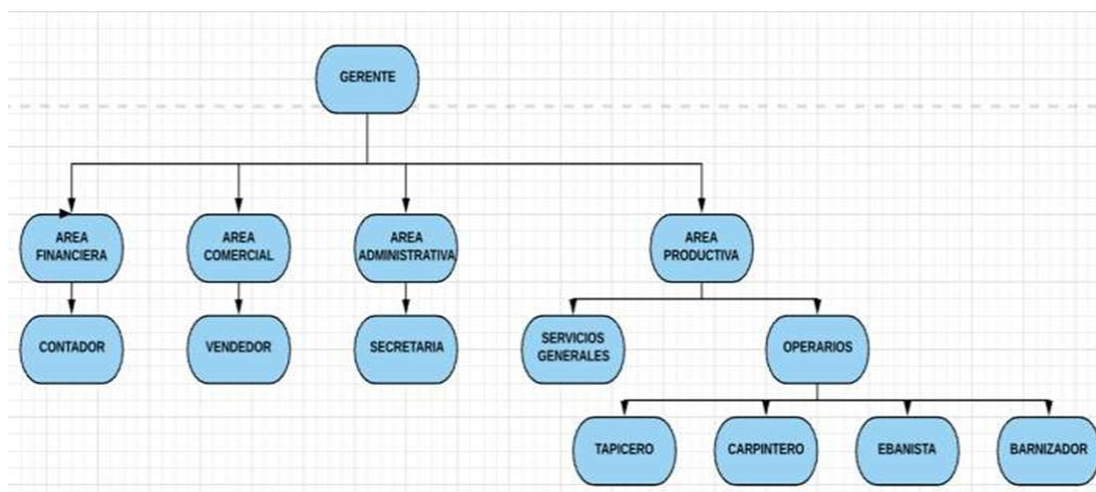 GERENTE
AREA
FINANCIERA
AREA
COMERCIAL
AREA
ADMINISTRATIVA
AREA
PRODUCTIVA
CONTADOR
VENDEDOR
SECRETARIA
SERVICIOS
GENERALES
OPERARIOS
TAPICERO
CARPINTERO
EBANISTA
BARNIZADOR